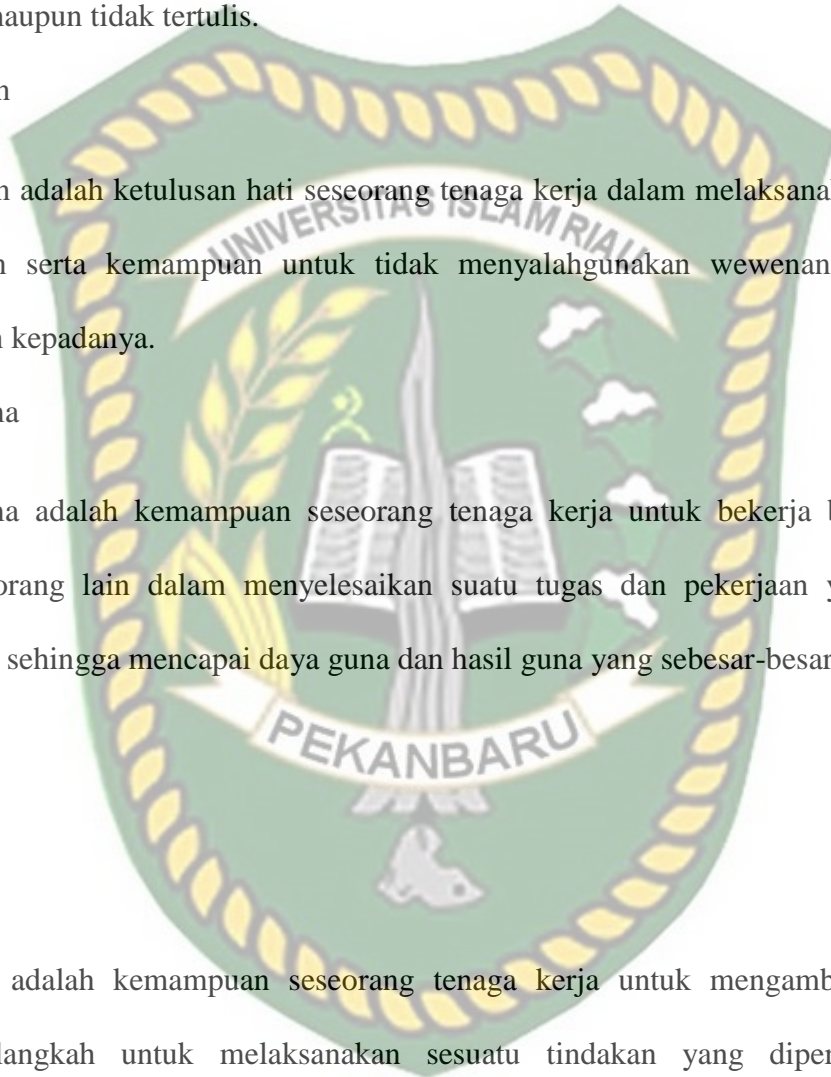 maupun tidak tertulis.
n
n adalah ketulusan hati seseorang tenaga kerja dalam melaksana
UNIVERSITAS ISLAM RIAU
n serta kemampuan untuk tidak menyalahgunakan wewenan
n kepadanya.
na
na adalah kemampuan seseorang tenaga kerja untuk bekerja b
orang lain dalam menyelesaikan suatu tugas dan pekerjaan y
sehingga mencapai daya guna dan hasil guna yang sebesar-besar
PEKANBARU
adalah kemampuan seseorang tenaga kerja untuk mengamb
langkah untuk melaksanakan sesuatu tindakan yang diper